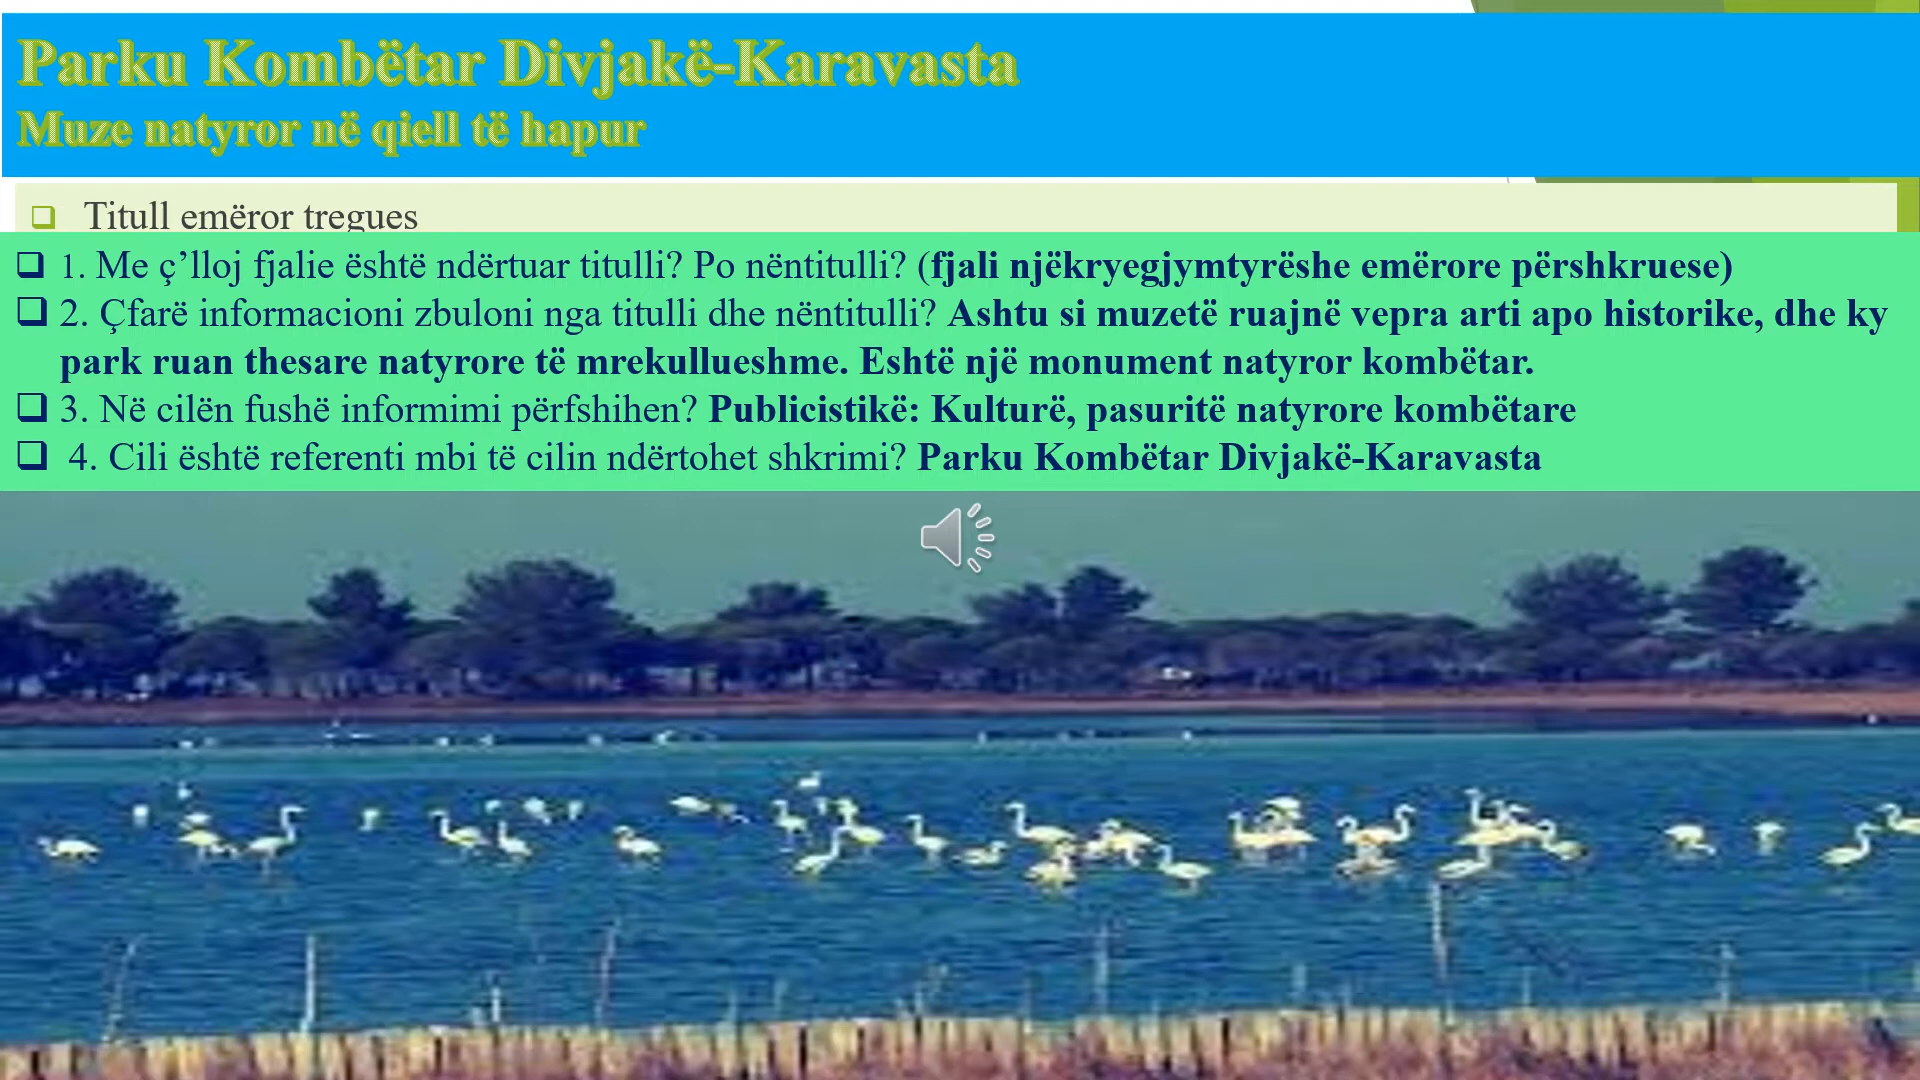 Parku Kombëtar Divjakë-Karavasta
Muze natyror në qiell të hapur
Titull emëror tregues
1. Me ç’lloj fjalie është ndërtuar titulli? Po nëntitulli? (fjali njëkryegjymtyrëshe emërore përshkruese)
2. Çfarë informacioni zbuloni nga titulli dhe nëntitulli? Ashtu si muzetë ruajnë vepra arti apo historike, dhe ky
park ruan thesare natyrore të mrekullueshme. Eshtë një monument natyror kombëtar.
3. Në cilën fushë informimi përfshihen? Publicistikë: Kulturë, pasuritë natyrore kombëtare
4. Cili është referenti mbi të cilin ndërtohet shkrimi? Parku Kombëtar Divjakë-Karavasta